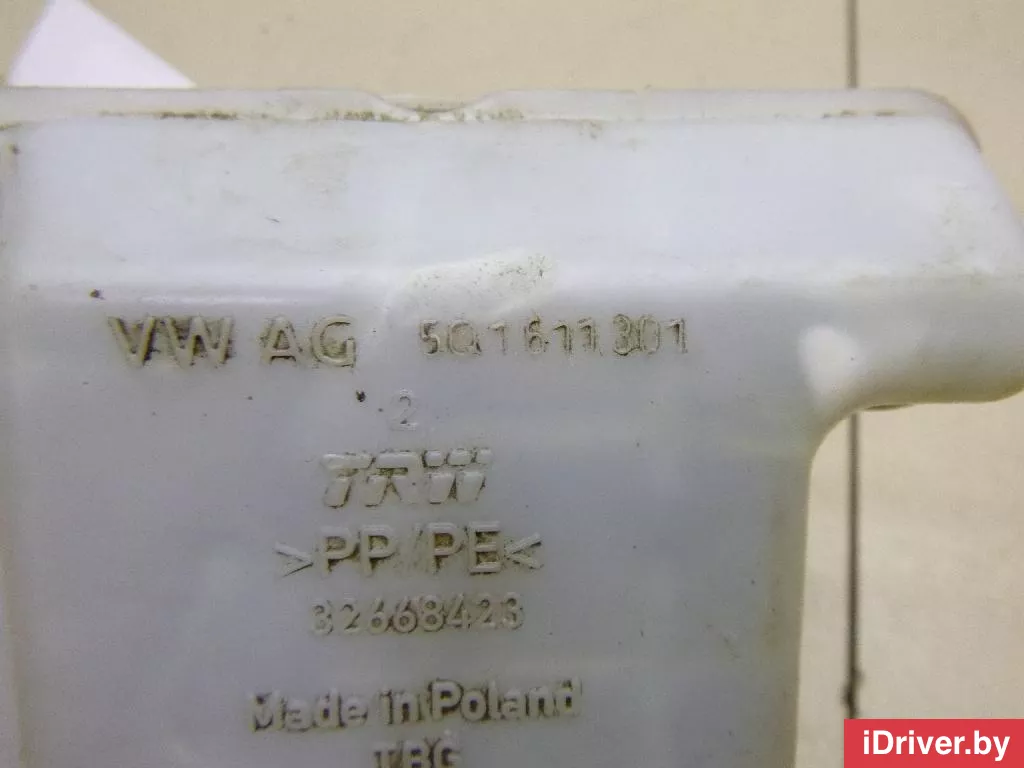 VW AG 5Q1611301
2
TRW
>PP/PE<
32668423
Made in Poland
TBG
iDriver.by